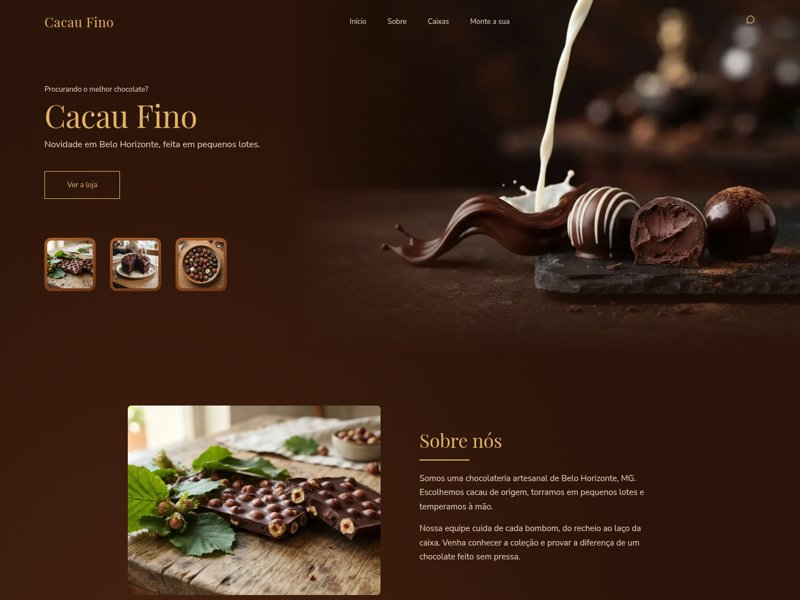 Cacau Fino
Início Sobre Caixas Monte a sua
Procurando o melhor chocolate?
Cacau Fino
Novidade em Belo Horizonte, feita em pequenos lotes.
Ver a loja
Sobre nós
Somos uma chocolateria artesanal de Belo Horizonte, MG.
Escolhemos cacau de origem, torramos em pequenos lotes e
temperamos à mão.
Nossa equipe cuida de cada bombom, do recheio ao laço da
caixa. Venha conhecer a coleção e provar a diferença de um
chocolate feito sem pressa.